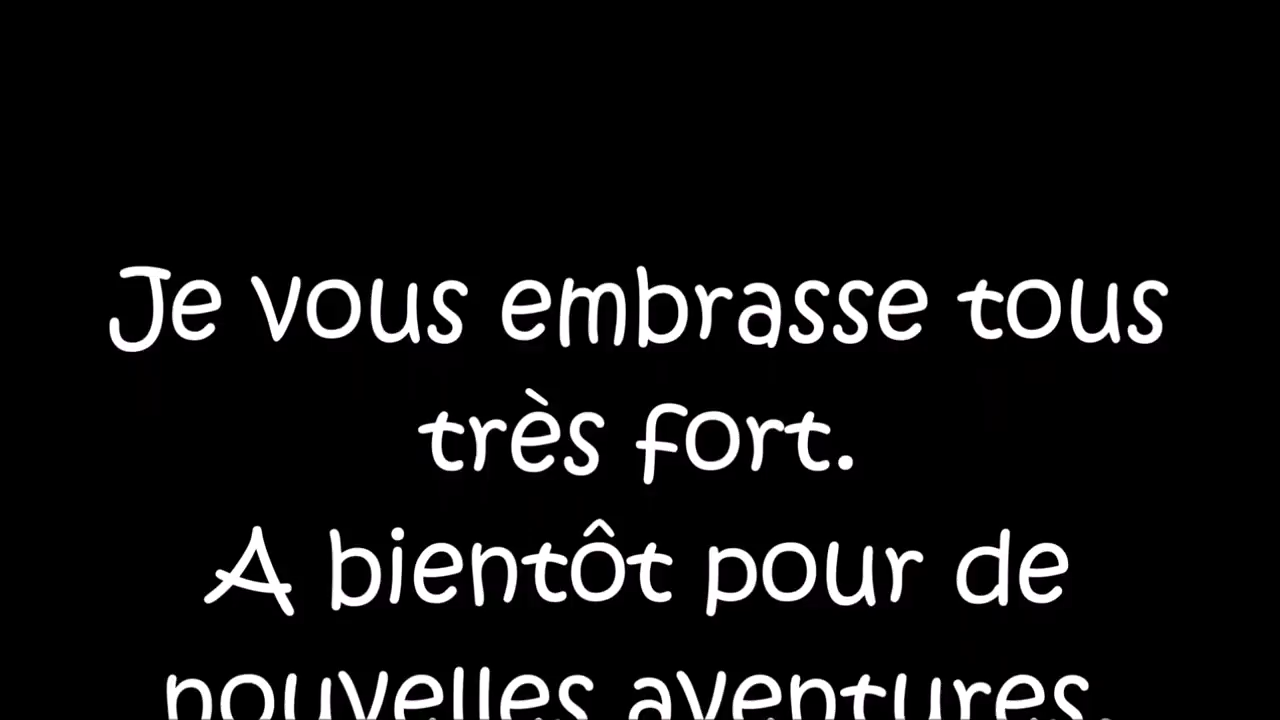 Je vous embrasse tous
très fort.
A bientôt pour de
nouvelles aventures.